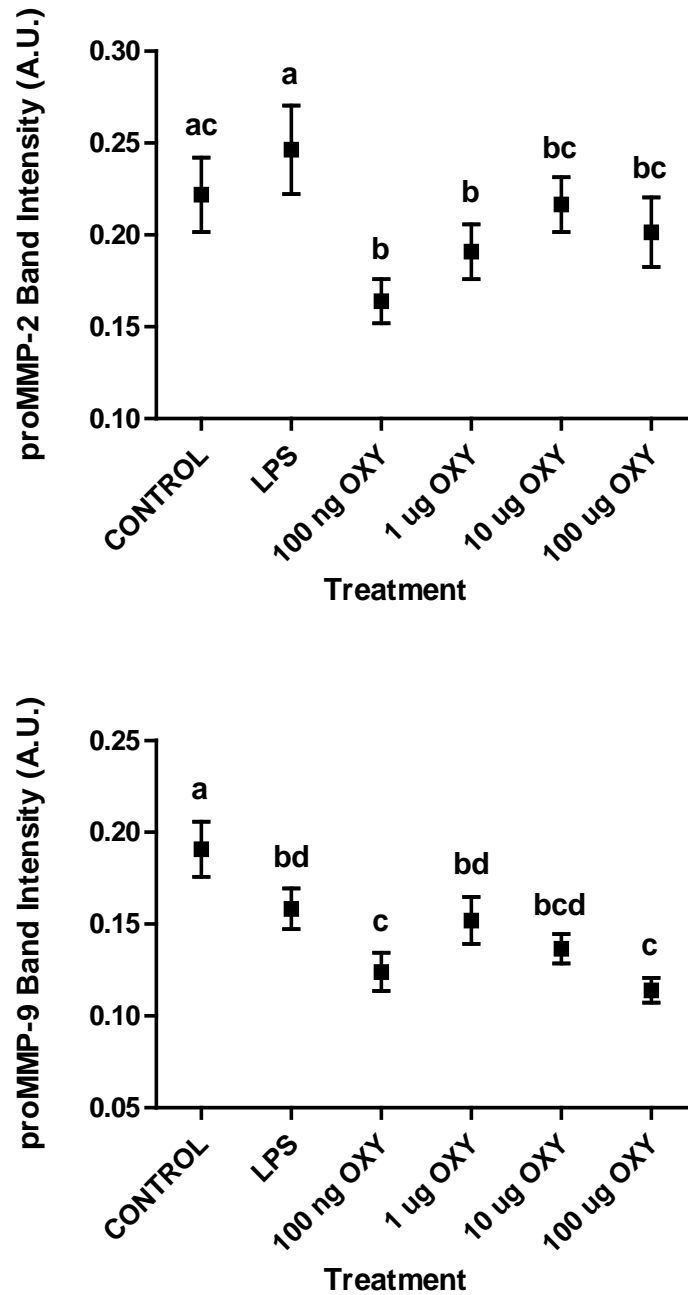 proMMP-2 Band Intensity (A.U.)
0.30
0.25
0.20
0.15
0.10
ac
a
b
b
bc
bc
CONTROL
LPS
100 ng OXY
1 ug OXY
10 ug OXY
100 ug OXY
Treatment
proMMP-9 Band Intensity (A.U.)
0.25
0.20
0.15
0.10
0.05
a
bd
c
bd
bcd
c
CONTROL
LPS
100 ng OXY
1 ug OXY
10 ug OXY
100 ug OXY
Treatment